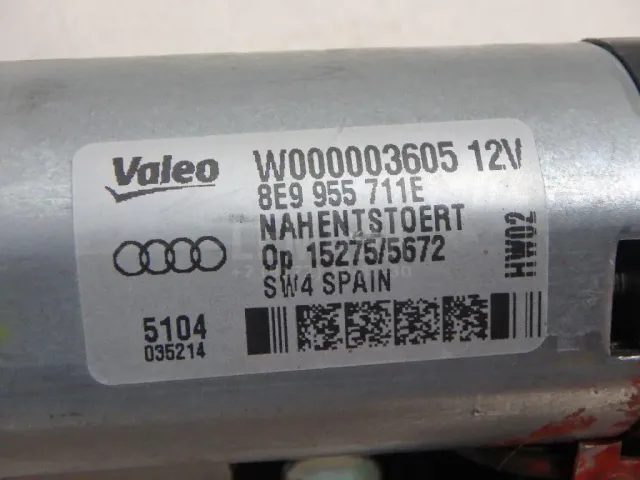 Valeo W000003605 12V
8E9 955 711E
NAHENTSTOERT
Op 15275/5672
SW4 SPAIN
HW02
5104
035214